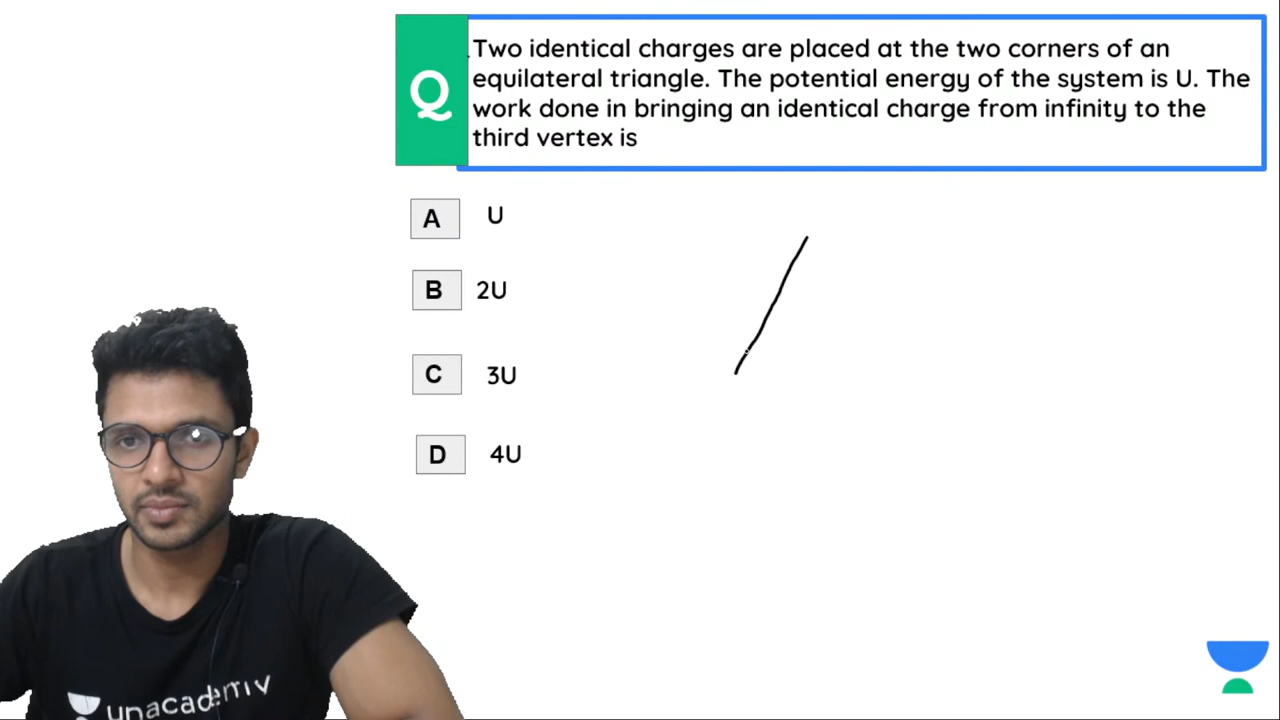 Q
Two identical charges are placed at the two corners of an
equilateral triangle. The potential energy of the system is U. The
work done in bringing an identical charge from infinity to the
third vertex is
A U
B 2U
C 3U
D 4U
unacademy